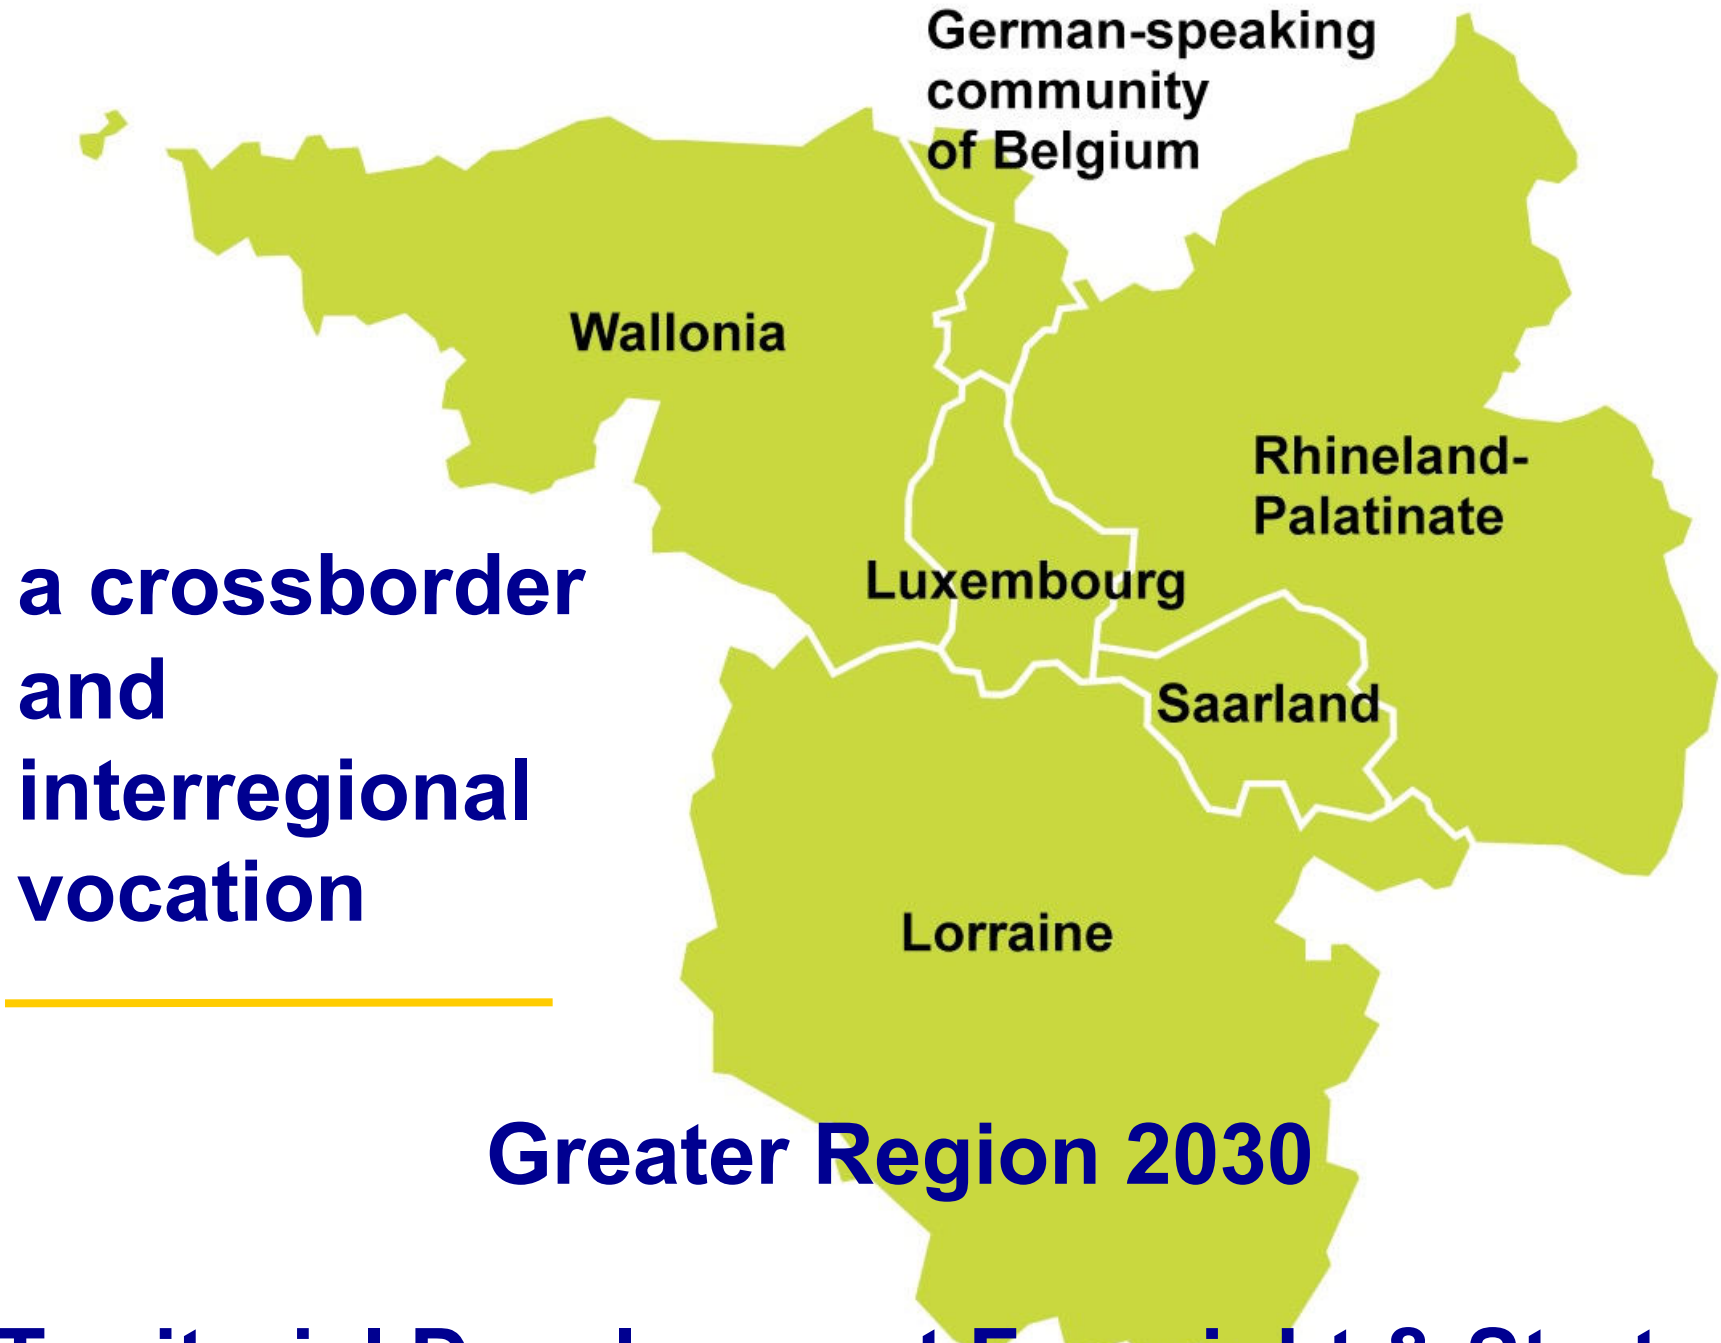 German-speaking
community
of Belgium
Wallonia
Rhineland-
Palatinate
Luxembourg
Saarland
Lorraine
a crossborder
and
interregional
vocation
Greater Region 2030